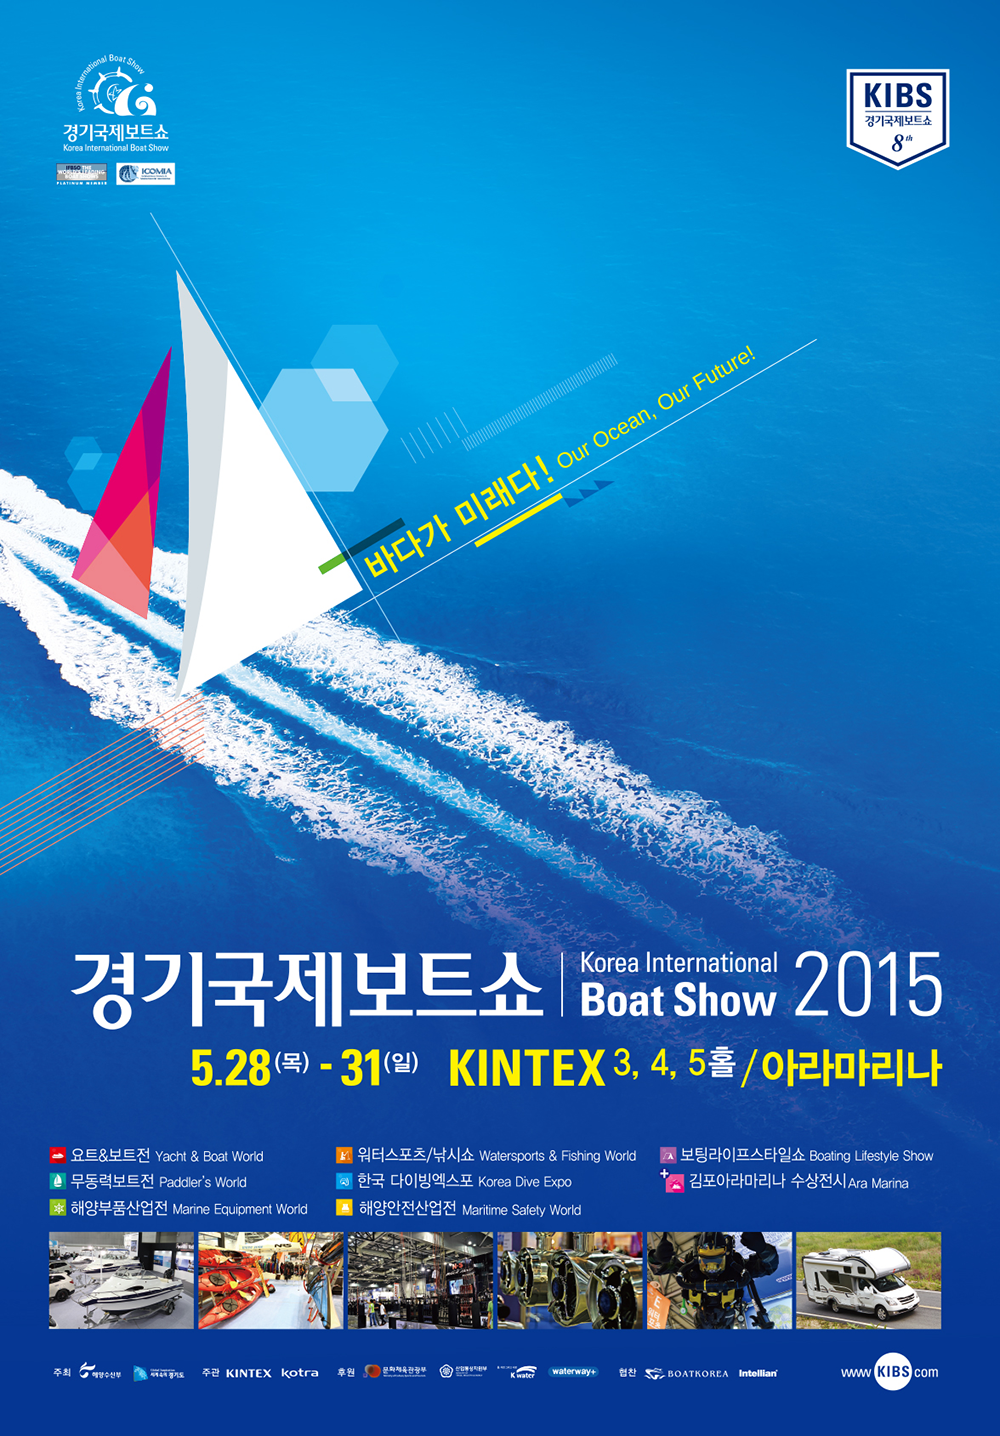 Korea International Boat Show
경기국제보트쇼
Korea International Boat Show
PLATINUM MEMBER
ICOMIA
KIBS
경기국제보트쇼
8th
바다가 미래다! Our Ocean, Our Future!
경기국제보트쇼 Korea International Boat Show 2015
5.28(목) - 31(일) KINTEX 3, 4, 5홀 / 아라마리나
요트&보트전 Yacht & Boat World
무동력보트전 Paddler's World
해양부품산업전 Marine Equipment World
워터스포츠/낚시쇼 Watersports & Fishing World
한국 다이빙엑스포 Korea Dive Expo
해양안전산업전 Maritime Safety World
보팅라이프스타일쇼 Boating Lifestyle Show
+ 김포아라마리나 수상전시 Ara Marina
주최 해양수산부 세계속의 경기도 주관 KINTEX kotra 후원 문화체육관광부 산업통상자원부 K water waterway+ 협찬 BOATKOREA Intellian
www.KIBS.com